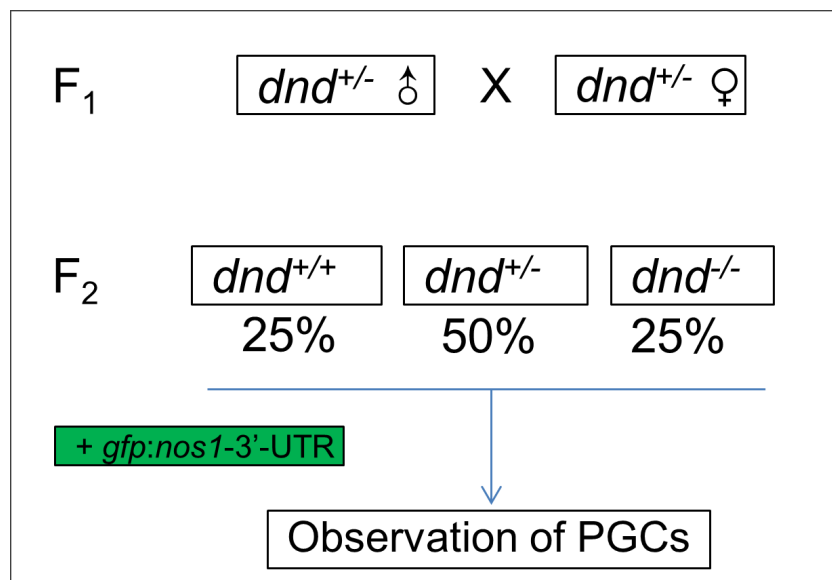 F₁ dnd⁺/⁻ ♂ X dnd⁺/⁻ ♀
F₂ dnd⁺/⁺ dnd⁺/⁻ dnd⁻/⁻
25% 50% 25%
+ gfp:nos1-3’-UTR
Observation of PGCs